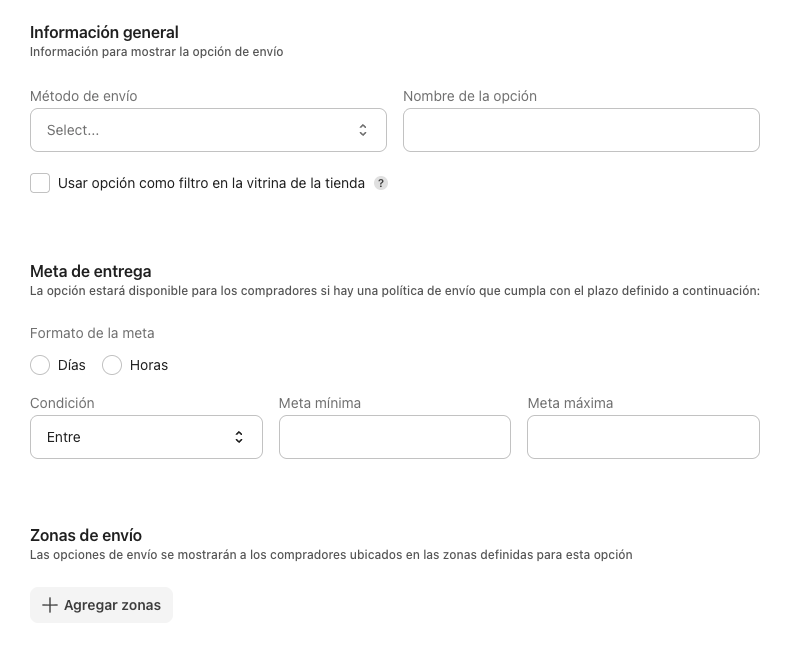 Información general
Información para mostrar la opción de envío
Método de envío
Nombre de la opción
Select...
Usar opción como filtro en la vitrina de la tienda ?
Meta de entrega
La opción estará disponible para los compradores si hay una política de envío que cumpla con el plazo definido a continuación:
Formato de la meta
Días
Horas
Condición
Meta mínima
Meta máxima
Entre
Zonas de envío
Las opciones de envío se mostrarán a los compradores ubicados en las zonas definidas para esta opción
Agregar zonas